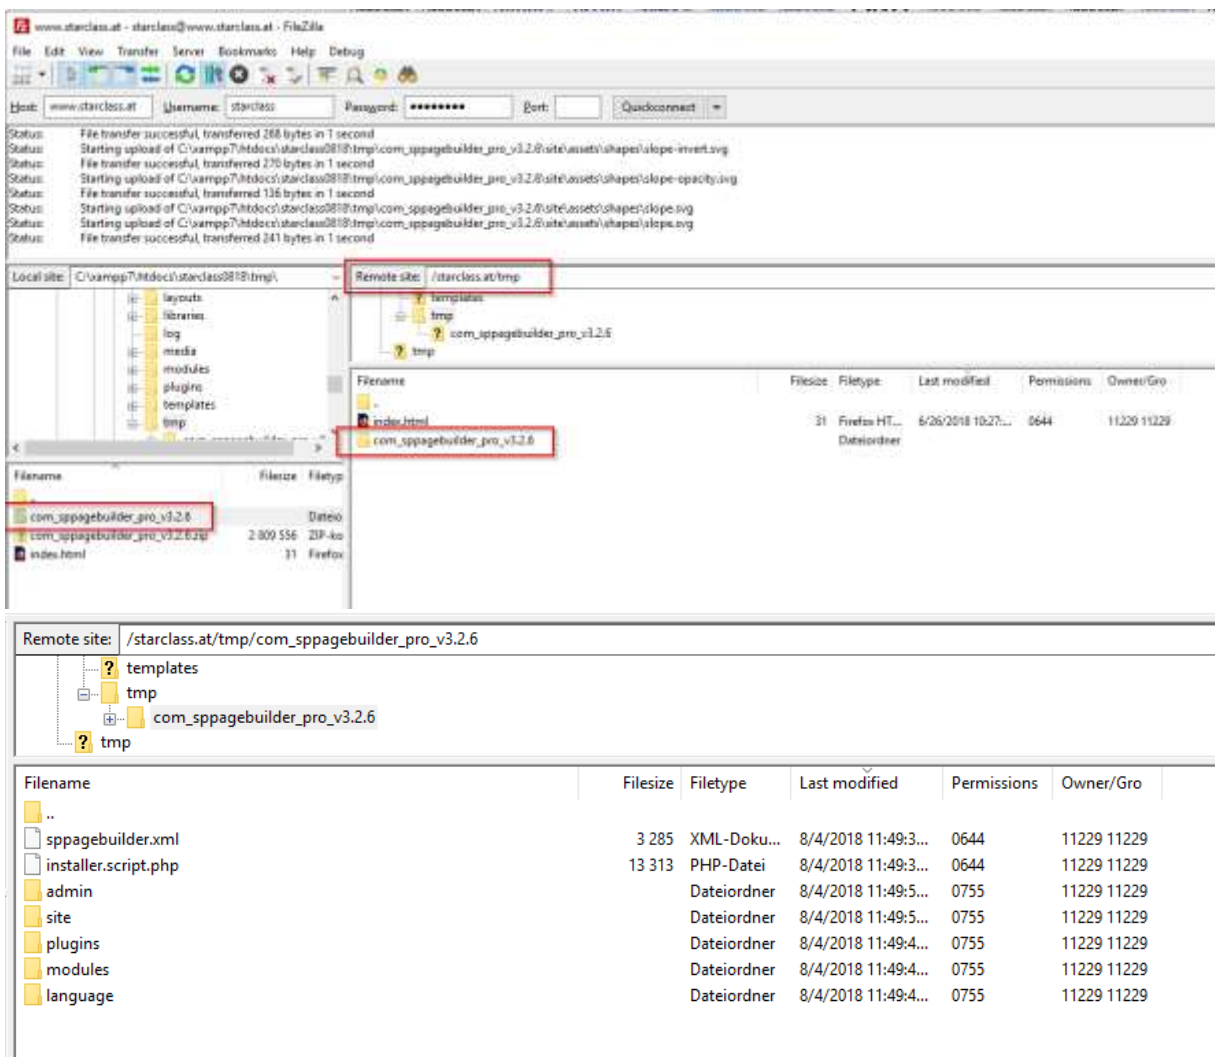 www.starclass.at - starclass@www.starclass.at - FileZilla
File Edit View Transfer Server Bookmarks Help Debug
Host: www.starclass.at Username: starclass Password: ●●●●●●●● Port: Quickconnect
Status: File transfer successful, transferred 268 bytes in 1 second
Status: Starting upload of C:\xampp7\htdocs\starclass0818\tmp\com_sppagebuilder_pro_v3.2.6\site\assets\shapes\slope-invert.svg
Status: File transfer successful, transferred 270 bytes in 1 second
Status: Starting upload of C:\xampp7\htdocs\starclass0818\tmp\com_sppagebuilder_pro_v3.2.6\site\assets\shapes\slope-opacity.svg
Status: File transfer successful, transferred 136 bytes in 1 second
Status: Starting upload of C:\xampp7\htdocs\starclass0818\tmp\com_sppagebuilder_pro_v3.2.6\site\assets\shapes\slope.svg
Status: Starting upload of C:\xampp7\htdocs\starclass0818\tmp\com_sppagebuilder_pro_v3.2.6\site\assets\shapes\slope.svg
Status: File transfer successful, transferred 241 bytes in 1 second
Local site: C:\xampp7\htdocs\starclass0818\tmp\
layouts
libraries
log
media
modules
plugins
templates
tmp
Filename Filesize Filetyp
..
com_sppagebuilder_pro_v3.2.6 Dateio
com_sppagebuilder_pro_v3.2.6.zip 2 809 556 ZIP-ko
index.html 31 Firefox
Remote site: /starclass.at/tmp
templates
tmp
com_sppagebuilder_pro_v3.2.6
tmp
Filename Filesize Filetype Last modified Permissions Owner/Gro
..
index.html 31 Firefox HT... 6/26/2018 10:27:... 0644 11229 11229
com_sppagebuilder_pro_v3.2.6 Dateiordner
Remote site: /starclass.at/tmp/com_sppagebuilder_pro_v3.2.6
templates
tmp
com_sppagebuilder_pro_v3.2.6
tmp
Filename Filesize Filetype Last modified Permissions Owner/Gro
..
sppagebuilder.xml 3 285 XML-Doku... 8/4/2018 11:49:3... 0644 11229 11229
installer.script.php 13 313 PHP-Datei 8/4/2018 11:49:3... 0644 11229 11229
admin Dateiordner 8/4/2018 11:49:5... 0755 11229 11229
site Dateiordner 8/4/2018 11:49:5... 0755 11229 11229
plugins Dateiordner 8/4/2018 11:49:4... 0755 11229 11229
modules Dateiordner 8/4/2018 11:49:4... 0755 11229 11229
language Dateiordner 8/4/2018 11:49:4... 0755 11229 11229